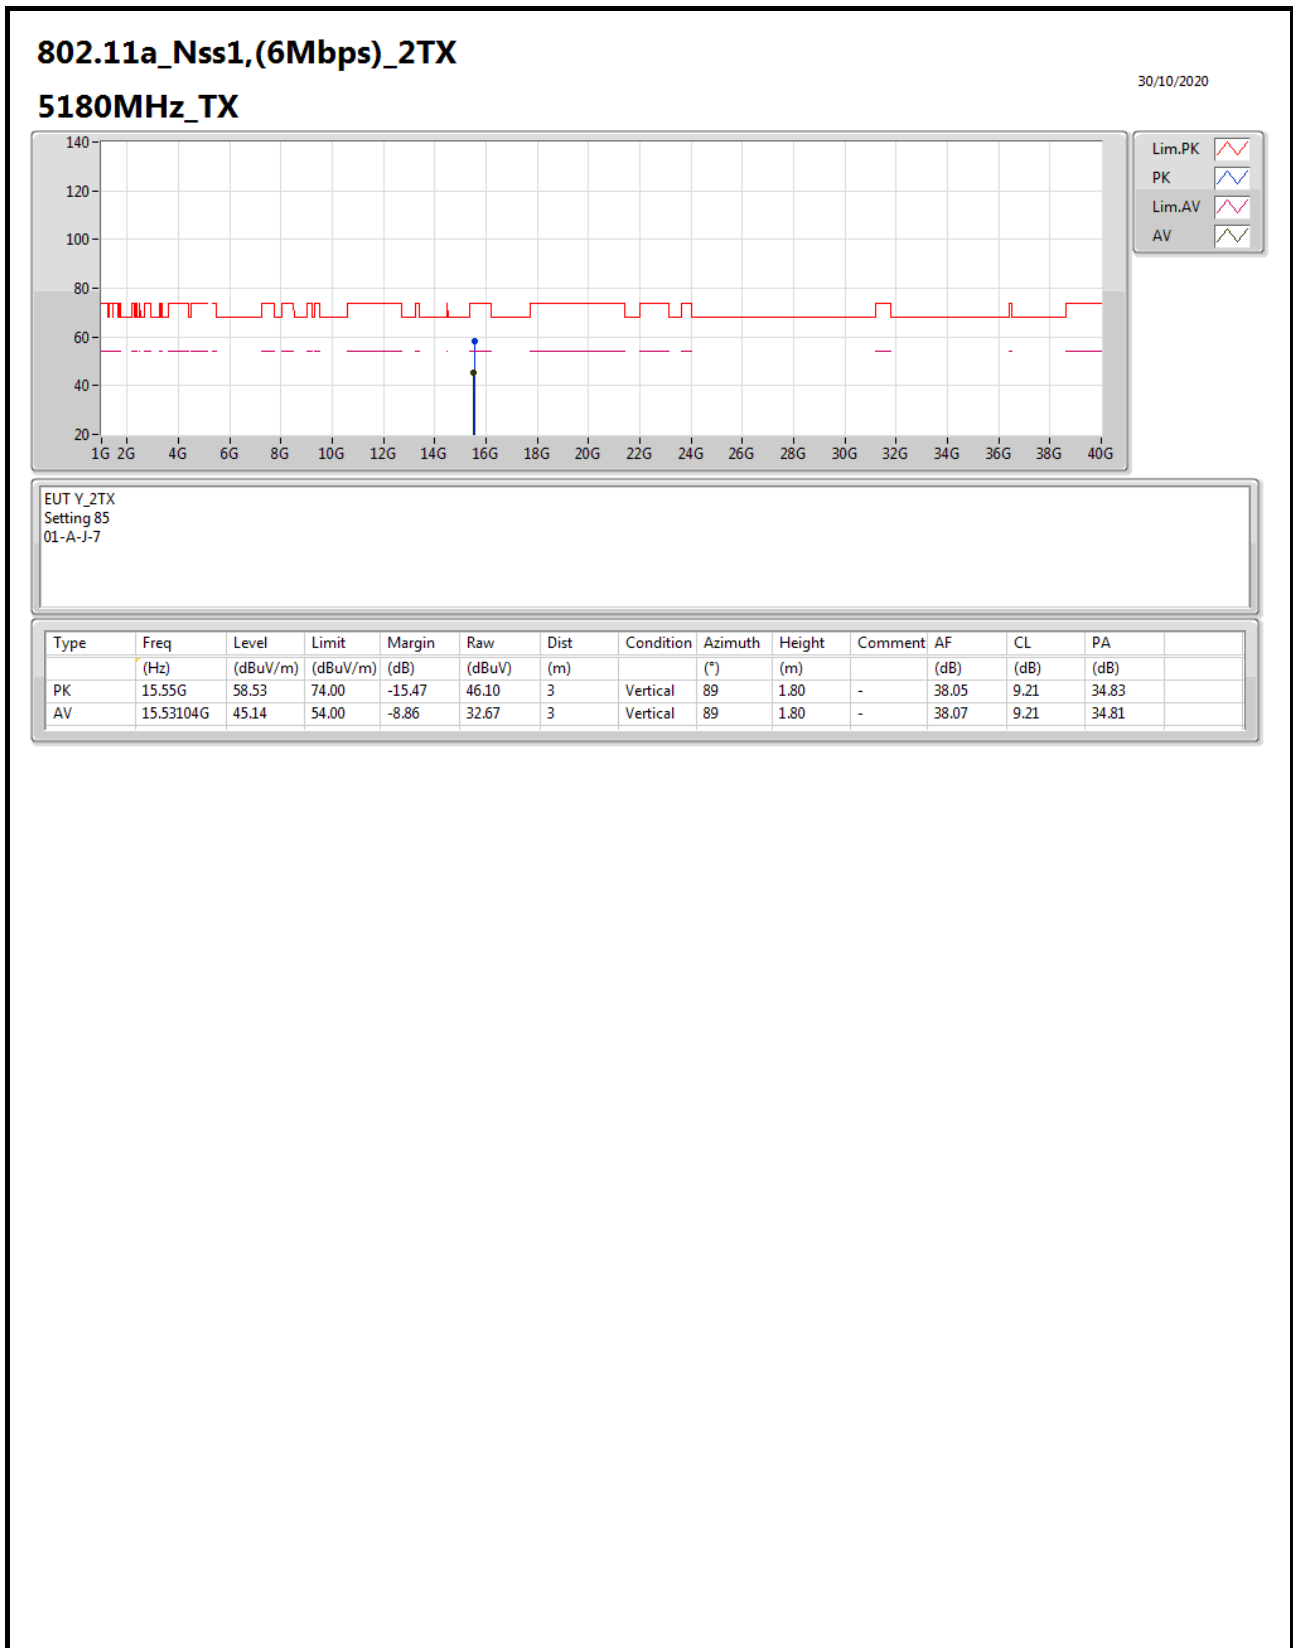 802.11a_Nss1,(6Mbps)_2TX
30/10/2020
5180MHz_TX
140
120
100
80
60
40
20
1G 2G 4G 6G 8G 10G 12G 14G 16G 18G 20G 22G 24G 26G 28G 30G 32G 34G 36G 38G 40G
Lim.PK
PK
Lim.AV
AV
EUT Y_2TX
Setting 85
01-A-J-7
Type Freq Level Limit Margin Raw Dist Condition Azimuth Height Comment AF CL PA
(Hz) (dBuV/m) (dBuV/m) (dB) (dBuV) (m) (°) (m) (dB) (dB) (dB)
PK 15.55G 58.53 74.00 -15.47 46.10 3 Vertical 89 1.80 - 38.05 9.21 34.83
AV 15.53104G 45.14 54.00 -8.86 32.67 3 Vertical 89 1.80 - 38.07 9.21 34.81